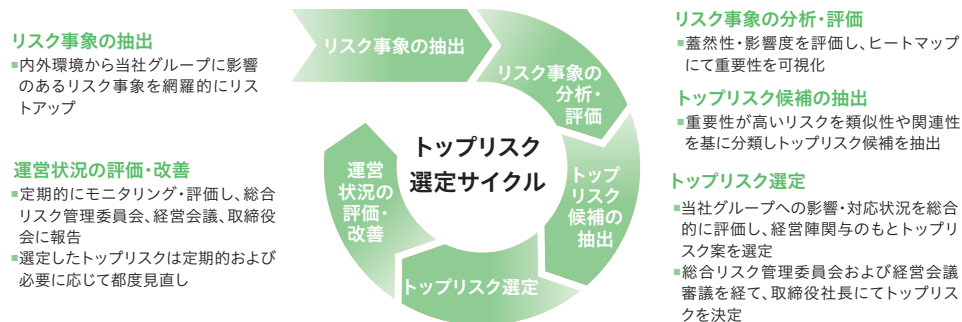 リスク事象の抽出
■内外環境から当社グループに影響
のあるリスク事象を網羅的にリス
トアップ
運営状況の評価・改善
■定期的にモニタリング・評価し、総合
リスク管理委員会、経営会議、取締役
会に報告
■選定したトップリスクは定期的および
必要に応じて都度見直し
リスク事象の抽出
リスク事象の
分析・
評価
トップ
リスク
候補の
抽出
トップリスク選定
運営
状況の
評価・
改善
トップリスク
選定サイクル
リスク事象の分析・評価
■蓋然性・影響度を評価し、ヒートマップ
にて重要性を可視化
トップリスク候補の抽出
■重要性が高いリスクを類似性や関連性
を基に分類しトップリスク候補を抽出
トップリスク選定
■当社グループへの影響・対応状況を総合
的に評価し、経営陣関与のもとトップリ
スク案を選定
■総合リスク管理委員会および経営会議
審議を経て、取締役社長にてトップリス
クを決定